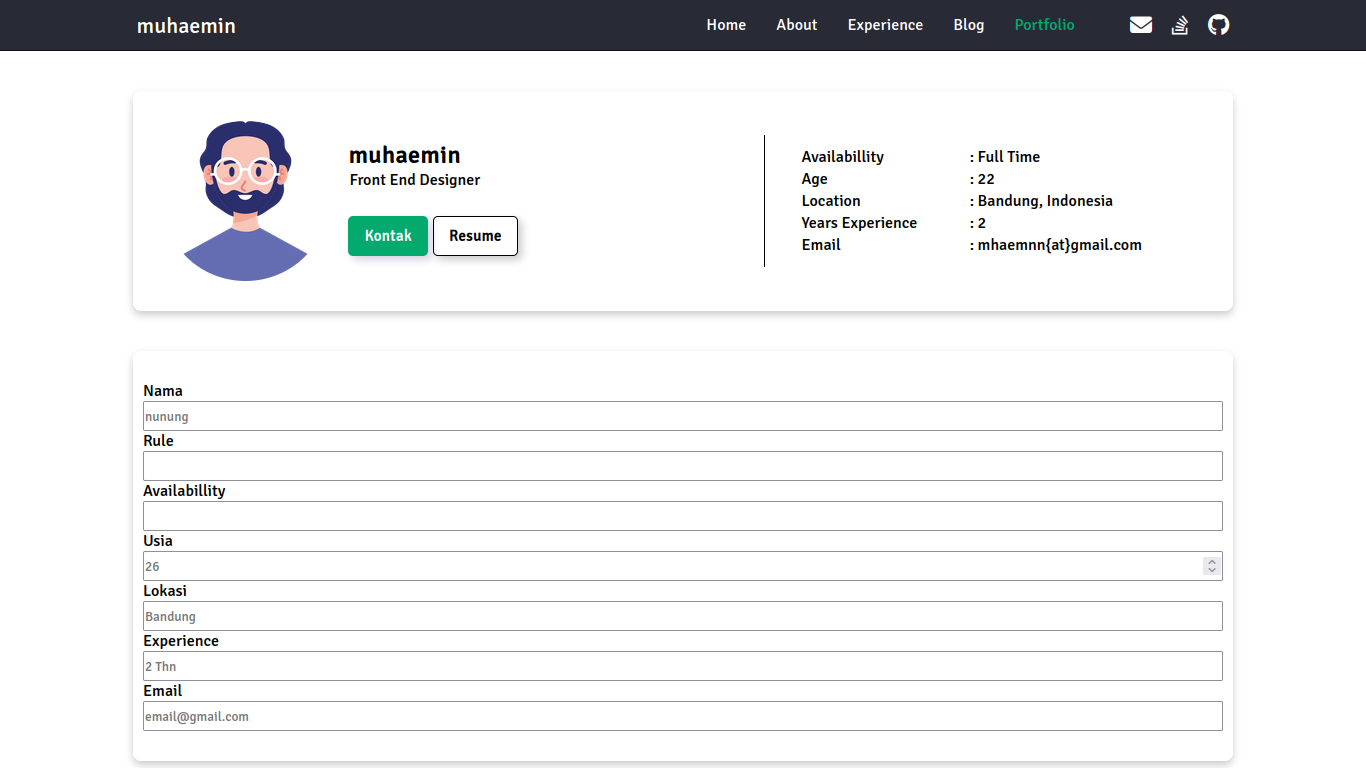 muhaemin Home About Experience Blog Portfolio
muhaemin
Front End Designer
Kontak Resume
Availabillity : Full Time
Age : 22
Location : Bandung, Indonesia
Years Experience : 2
Email : mhaemnn{at}gmail.com
Nama
nunung
Rule
Availabillity
Usia
26
Lokasi
Bandung
Experience
2 Thn
Email
email@gmail.com